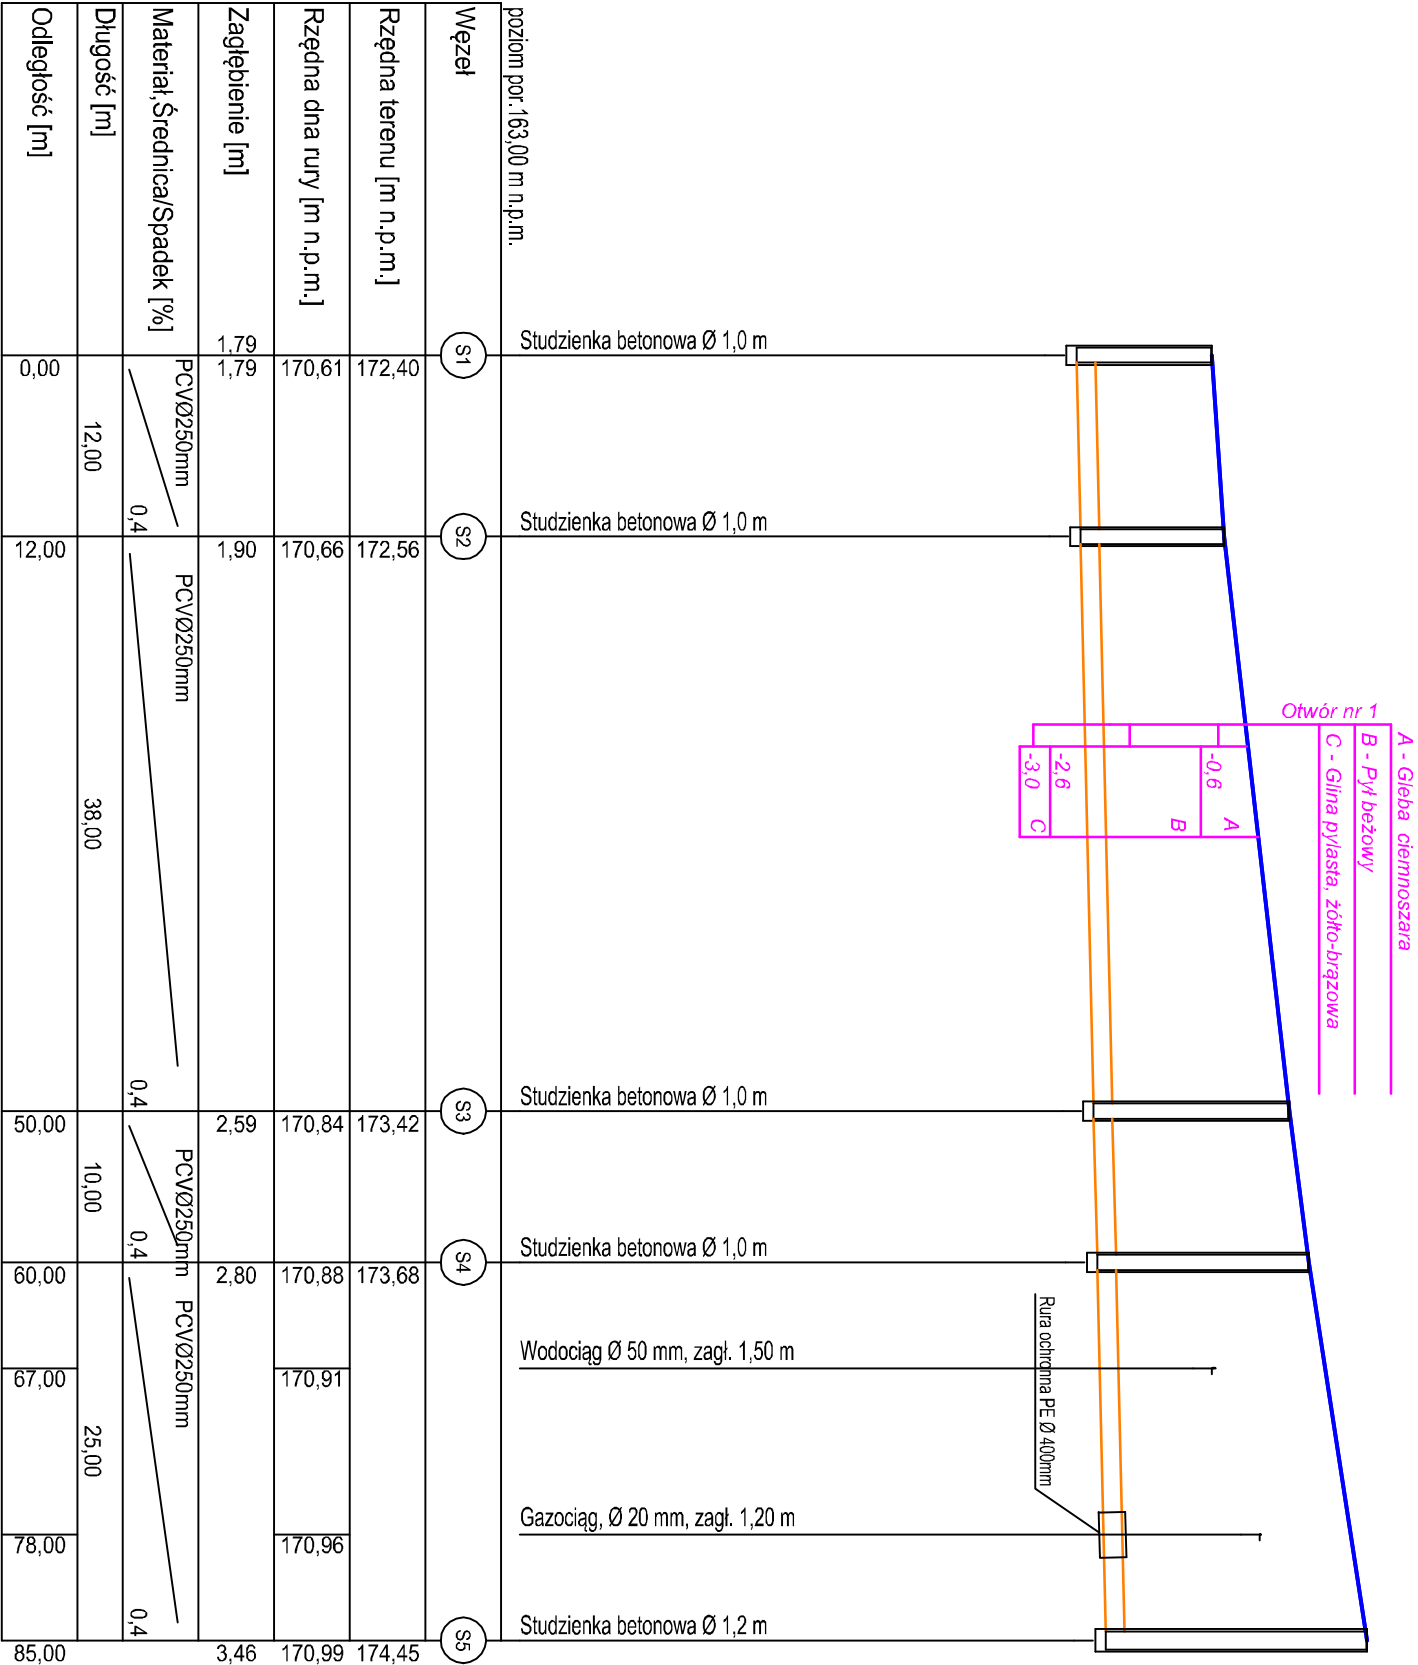 A - Gleba  ciemnoszara
B - Pył beżowy
C - Glina pylasta, żółto-brązowa
Otwór nr 1
-0,6
A
B
-2,6
-3,0
C
Rura ochronna PE Ø 400mm
Studzienka betonowa Ø 1,0 m
Studzienka betonowa Ø 1,0 m
Studzienka betonowa Ø 1,0 m
Studzienka betonowa Ø 1,0 m
Wodociąg Ø 50 mm, zagł. 1,50 m
Gazociąg, Ø 20 mm, zagł. 1,20 m
Studzienka betonowa Ø 1,2 m
poziom por.163,00 m n.p.m.
Węzeł S1 S2 S3 S4 S5
Rzędna terenu [m n.p.m.] 172,40 172,56 173,42 173,68 174,45
Rzędna dna rury [m n.p.m.] 170,61 170,66 170,84 170,88 170,91 170,96 170,99
Zagłębienie [m] 1,79 1,79 1,90 2,59 2,80 3,46
Materiał,Średnica/Spadek [%] PCVØ250mm 0,4 PCVØ250mm 0,4 PCVØ250mm 0,4 PCVØ250mm 0,4
Długość [m] 12,00 38,00 10,00 25,00
Odległość [m] 0,00 12,00 50,00 60,00 67,00 78,00 85,00